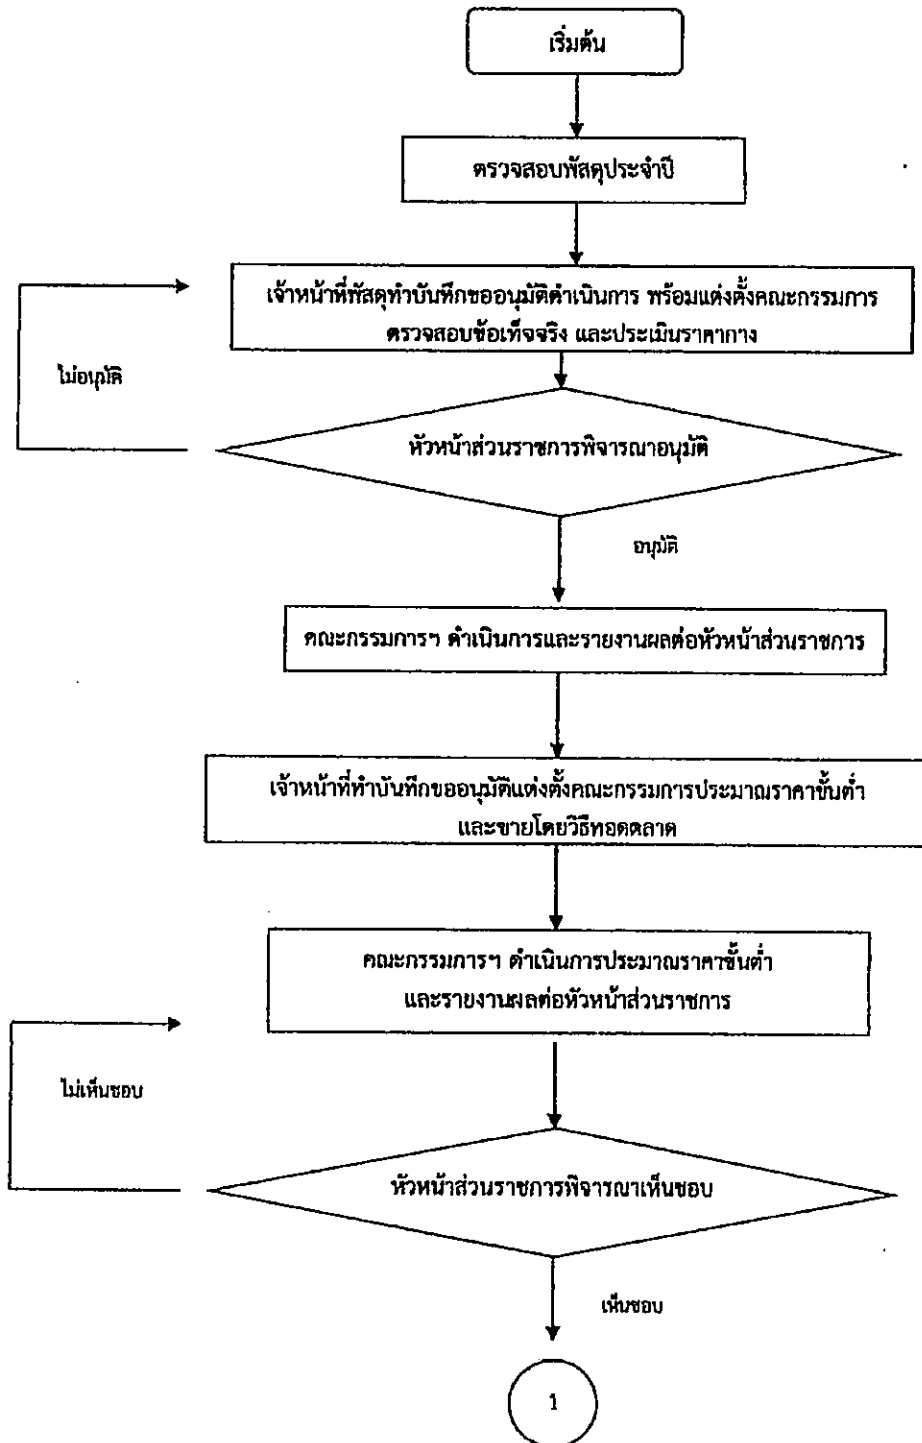 เริ่มต้น
ตรวจสอบพัสดุประจำปี
เจ้าหน้าที่พัสดุทำบันทึกขออนุมัติดำเนินการ พร้อมแต่งตั้งคณะกรรมการ
ตรวจสอบข้อเท็จจริง และประเมินราคากลาง
ไม่อนุมัติ
หัวหน้าส่วนราชการพิจารณาอนุมัติ
อนุมัติ
คณะกรรมการฯ ดำเนินการและรายงานผลต่อหัวหน้าส่วนราชการ
เจ้าหน้าที่ทำบันทึกขออนุมัติแต่งตั้งคณะกรรมการประมาณราคาขั้นต่ำ
และขายโดยวิธีทอดตลาด
คณะกรรมการฯ ดำเนินการประมาณราคาขั้นต่ำ
และรายงานผลต่อหัวหน้าส่วนราชการ
ไม่เห็นชอบ
หัวหน้าส่วนราชการพิจารณาเห็นชอบ
เห็นชอบ
1